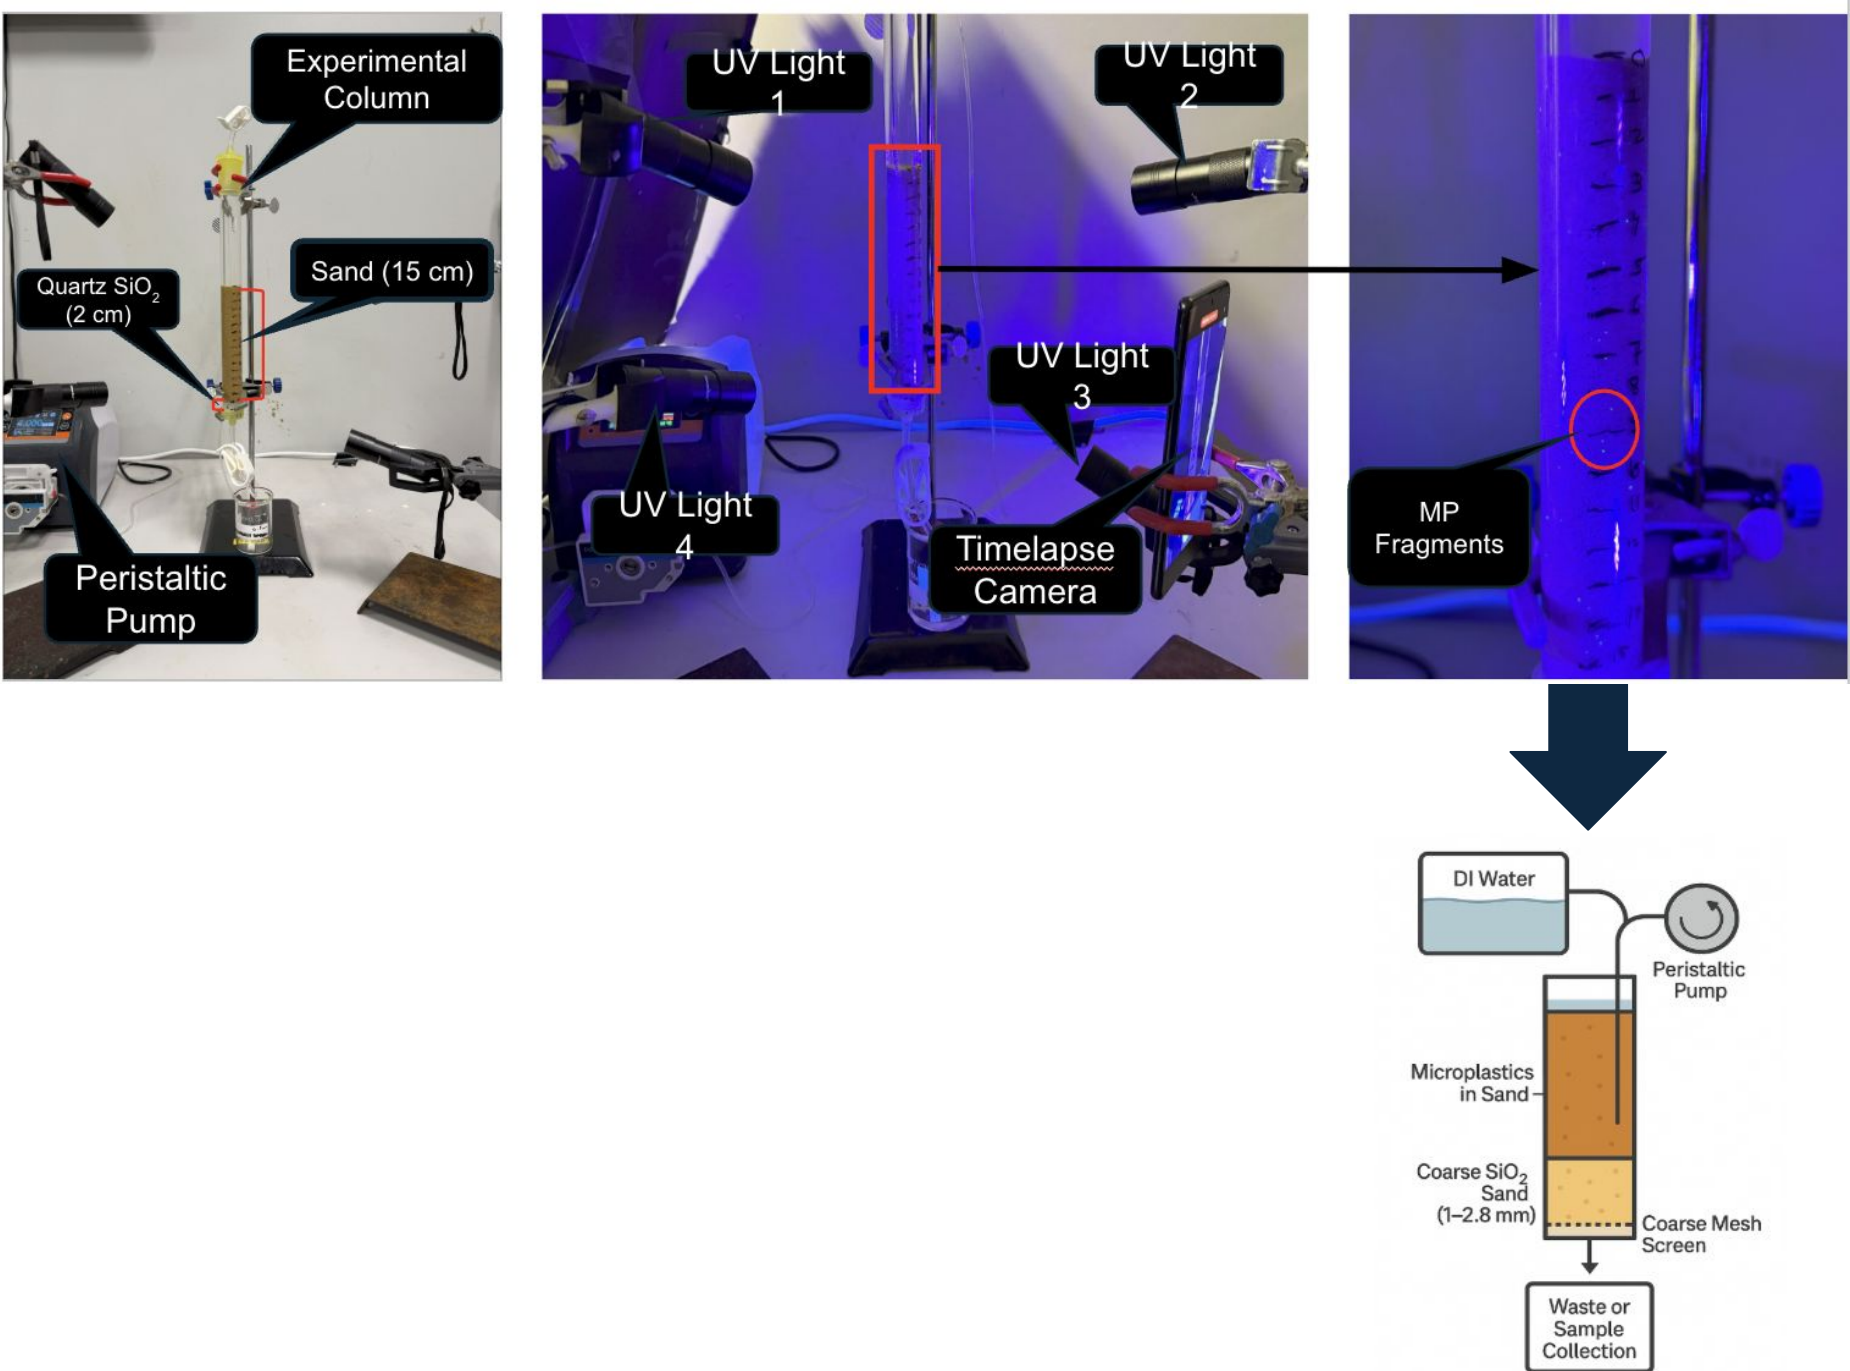 Experimental
Column
Sand (15 cm)
Quartz SiO2
(2 cm)
Peristaltic
Pump
UV Light
1
UV Light
2
UV Light
3
UV Light
4
Timelapse
Camera
MP
Fragments
DI Water
Peristaltic
Pump
Microplastics
in Sand
Coarse SiO2
Sand
(1–2.8 mm)
Coarse Mesh
Screen
Waste or
Sample
Collection